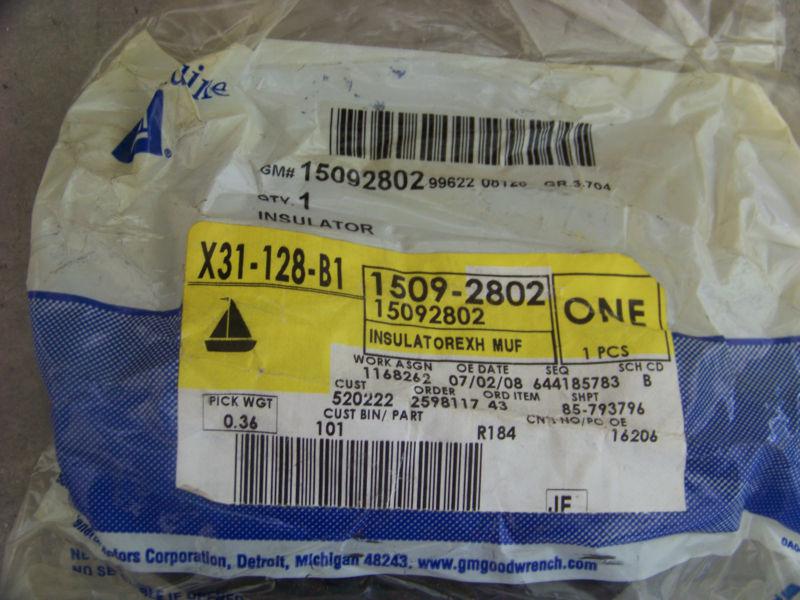 GM# 15092802 99622 08126 GR.3.704
QTY. 1
INSULATOR
X31-128-B1
1509-2802
15092802
INSULATOREXH MUF
ONE
1 PCS
WORK ASGN OE DATE SEQ SCH CD
1168262 07/02/08 644185783 B
CUST ORDER ORD ITEM SHPT
520222 2598117 43 85-793796
PICK WGT
0.36
CUST BIN/ PART
101 R184 16206
JF
Motors Corporation, Detroit, Michigan 48243. www.gmgoodwrench.com
IF OPENED